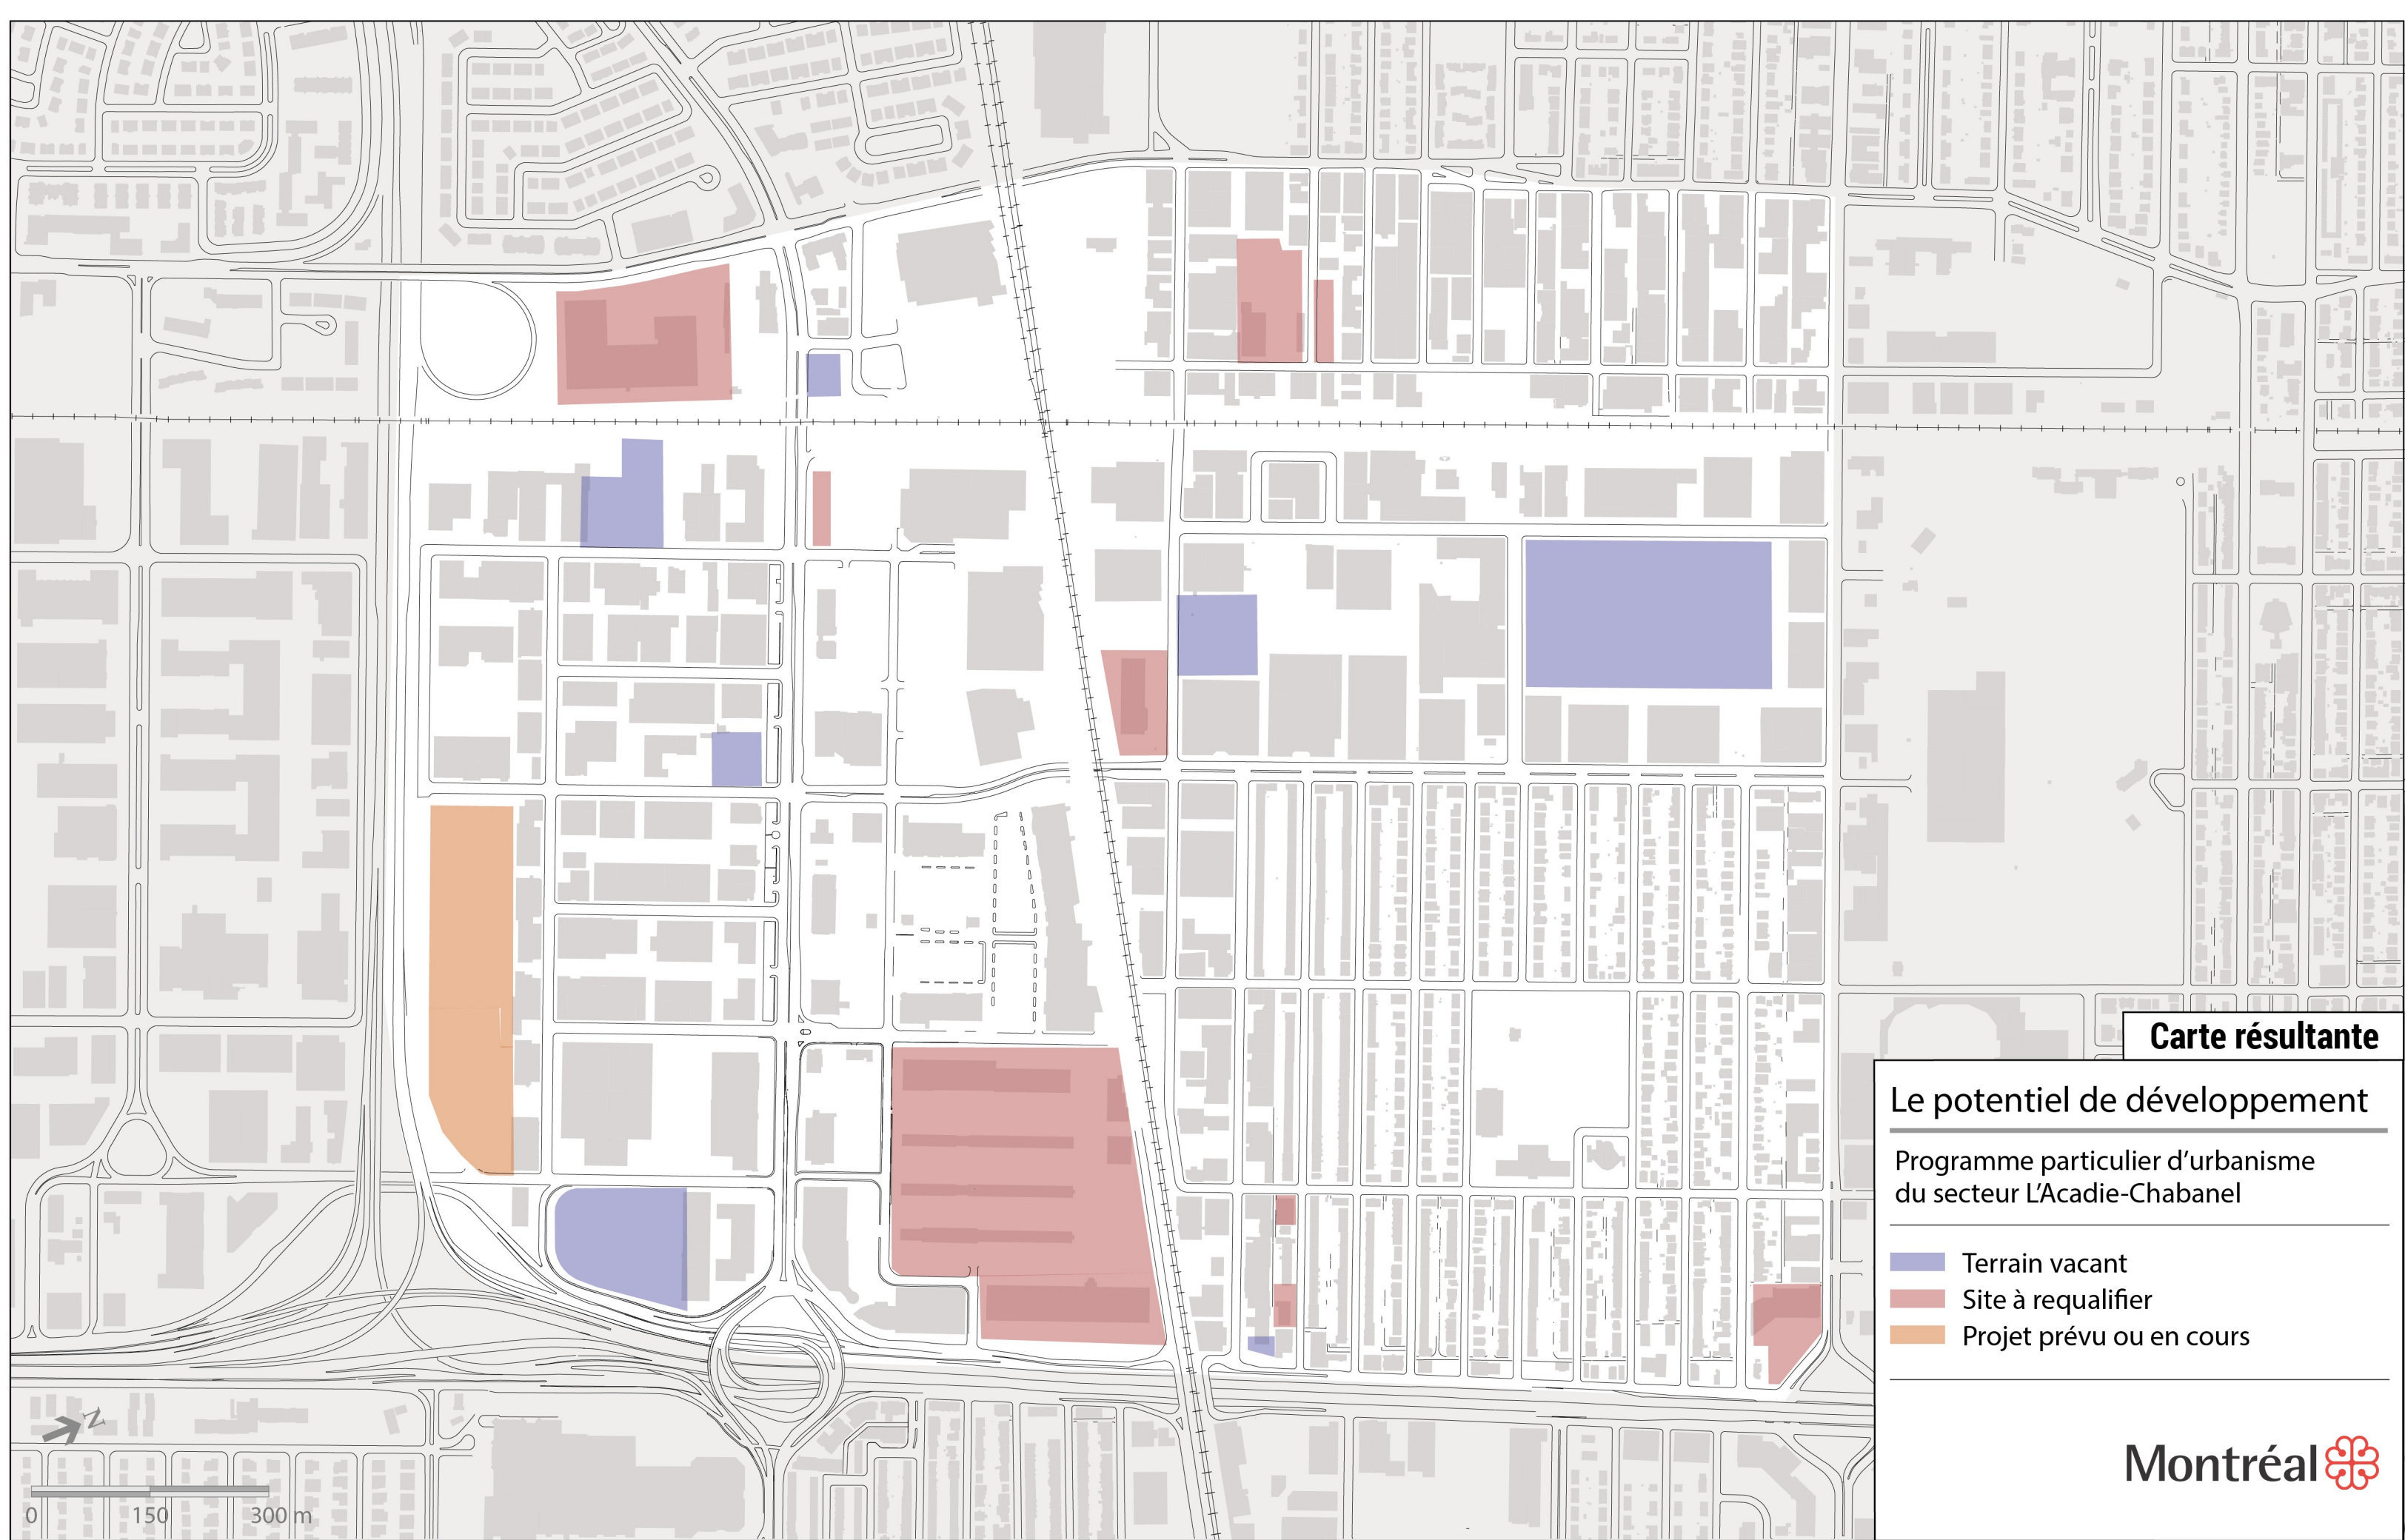 Carte résultante
Le potentiel de développement
Programme particulier d'urbanisme
du secteur L'Acadie-Chabanel
Terrain vacant
Site à requalifier
Projet prévu ou en cours
Montréal
N
0 150 300 m